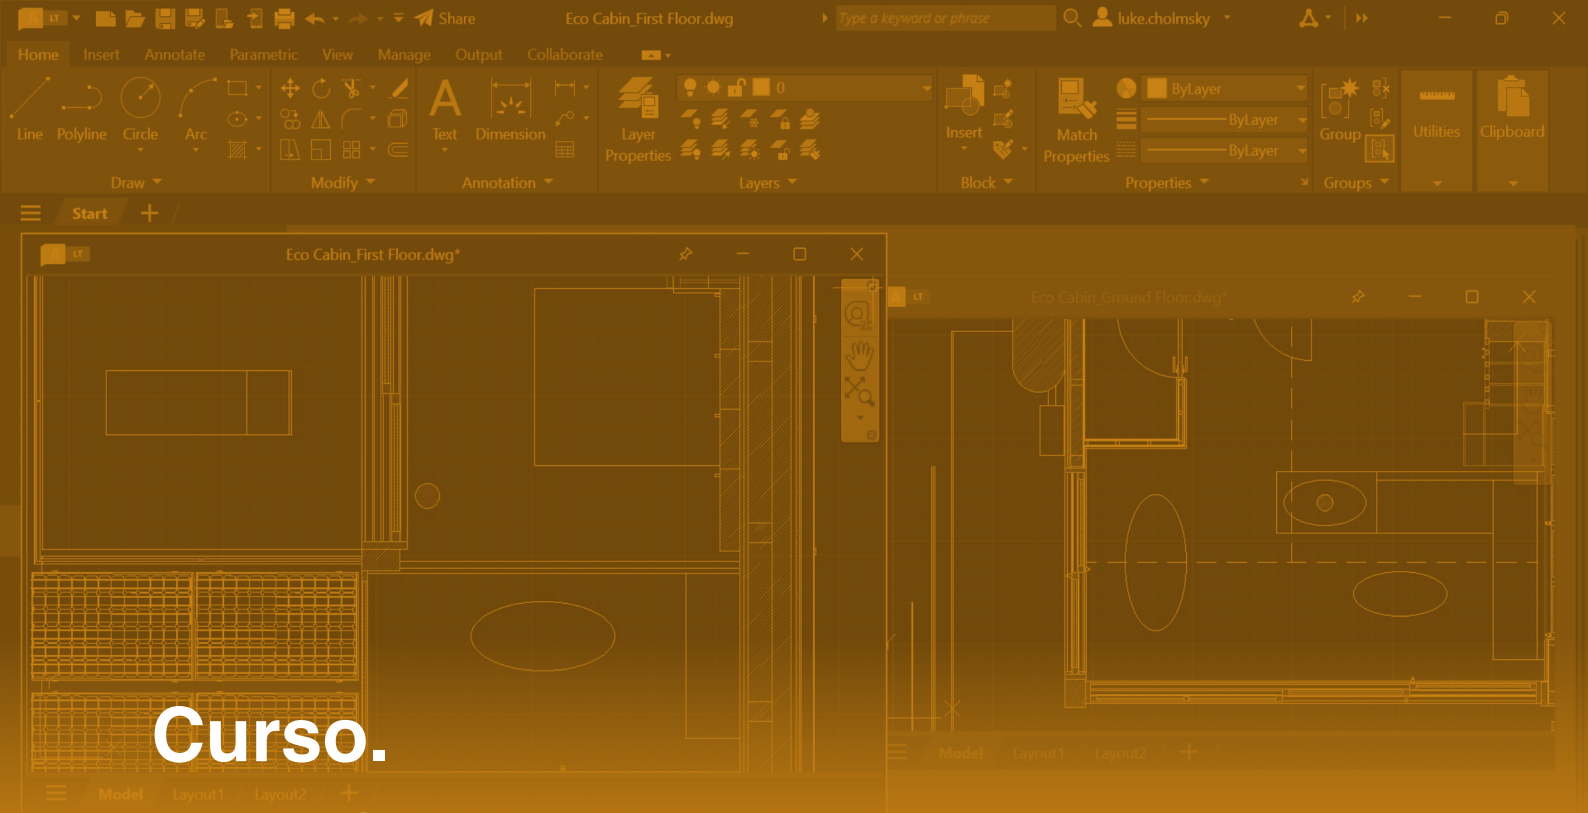 LT
Share
Eco Cabin_First Floor.dwg
Type a keyword or phrase
luke.cholmsky
Home Insert Annotate Parametric View Manage Output Collaborate
0
ByLayer
ByLayer
ByLayer
Line Polyline Circle Arc
Text Dimension
Layer
Properties
Insert
Match
Properties
Group
Utilities
Clipboard
Draw
Modify
Annotation
Layers
Block
Properties
Groups
Start
LT
Eco Cabin_First Floor.dwg*
LT
Eco Cabin_Ground Floor.dwg*
Curso.
Model Layout1 Layout2
Model Layout1 Layout2